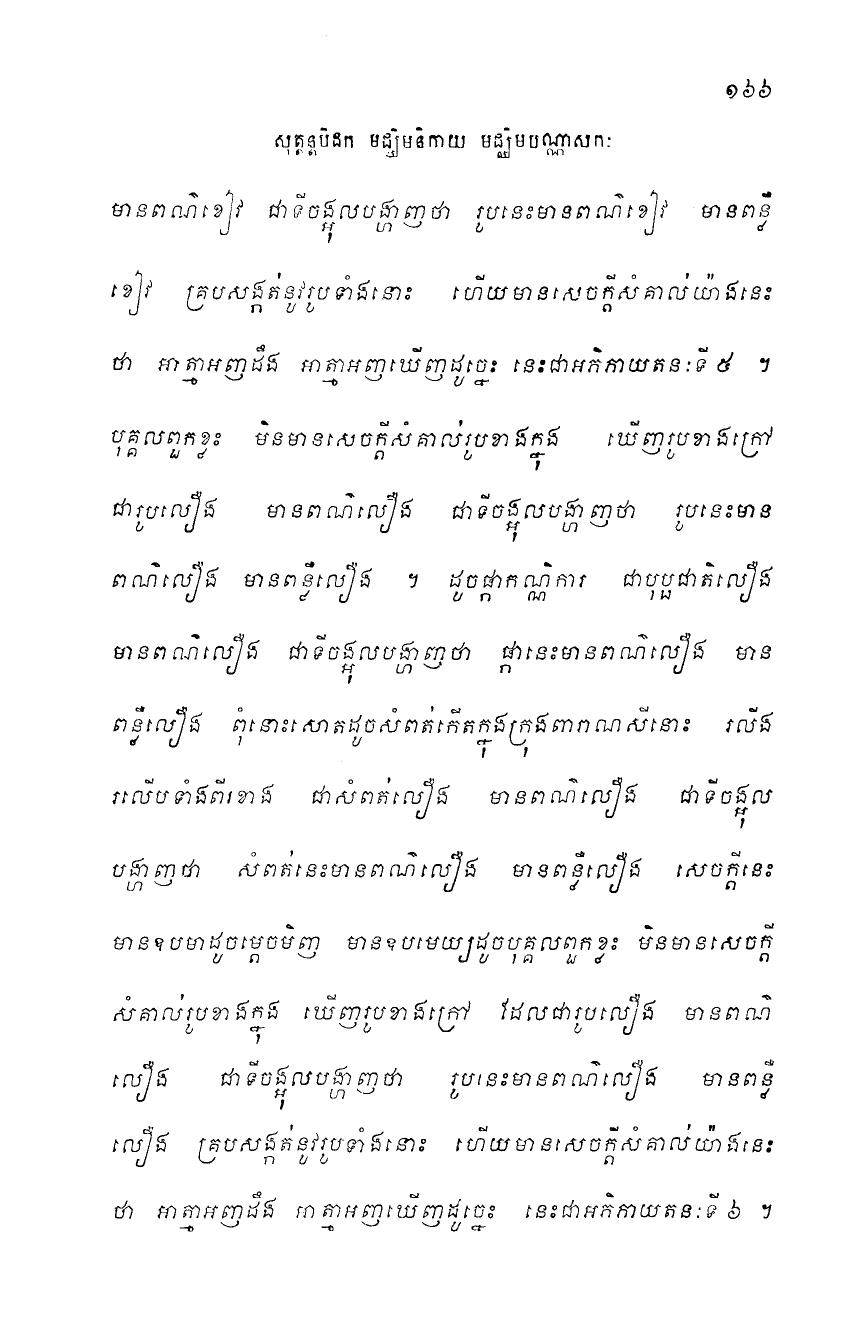 ១៦៦
សុត្តន្តបិដក មជ្ឈិមនិកាយ មជ្ឈិមបណ្ណាសកៈ
មានពណ៌ខៀវ ជាទីចង្អុលបង្ហាញថា រូបនេះមានពណ៌ខៀវ មានពន្លឺ
ខៀវ គ្របសង្កត់នូវរូបទាំងនោះ ហើយមានសេចក្តីសំគាល់យ៉ាងនេះ
ថា អាត្មាអញដឹង អាត្មាអញឃើញដូច្នេះ នេះជាអភិភាយតនៈទី ៥ ។
បុគ្គលពួកខ្លះ មិនមានសេចក្តីសំគាល់រូបខាងក្នុង ឃើញរូបខាងក្រៅ
ជារូបលឿង មានពណ៌លឿង ជាទីចង្អុលបង្ហាញថា រូបនេះមាន
ពណ៌លឿង មានពន្លឺលឿង ។ ដូចផ្កាកណ្ណិការ ជាបុប្ផជាតិលឿង
មានពណ៌លឿង ជាទីចង្អុលបង្ហាញថា ផ្កានេះមានពណ៌លឿង មាន
ពន្លឺលឿង ពុំនោះសោតដូចសំពត់កើតក្នុងក្រុងពារាណសីនោះ រលីង
រលើបទាំងពីរខាង ជាសំពត់លឿង មានពណ៌លឿង ជាទីចង្អុល
បង្ហាញថា សំពត់នេះមានពណ៌លឿង មានពន្លឺលឿង សេចក្តីនេះ
មានឧបមាដូចម្តេចមិញ មានឧបមេយ្យដូចបុគ្គលពួកខ្លះ មិនមានសេចក្តី
សំគាល់រូបខាងក្នុង ឃើញរូបខាងក្រៅ ដែលជារូបលឿង មានពណ៌
លឿង ជាទីចង្អុលបង្ហាញថា រូបនេះមានពណ៌លឿង មានពន្លឺ
លឿង គ្របសង្កត់នូវរូបទាំងនោះ ហើយមានសេចក្តីសំគាល់យ៉ាងនេះ
ថា អាត្មាអញដឹង អាត្មាអញឃើញដូច្នេះ នេះជាអភិភាយតនៈទី ៦ ។